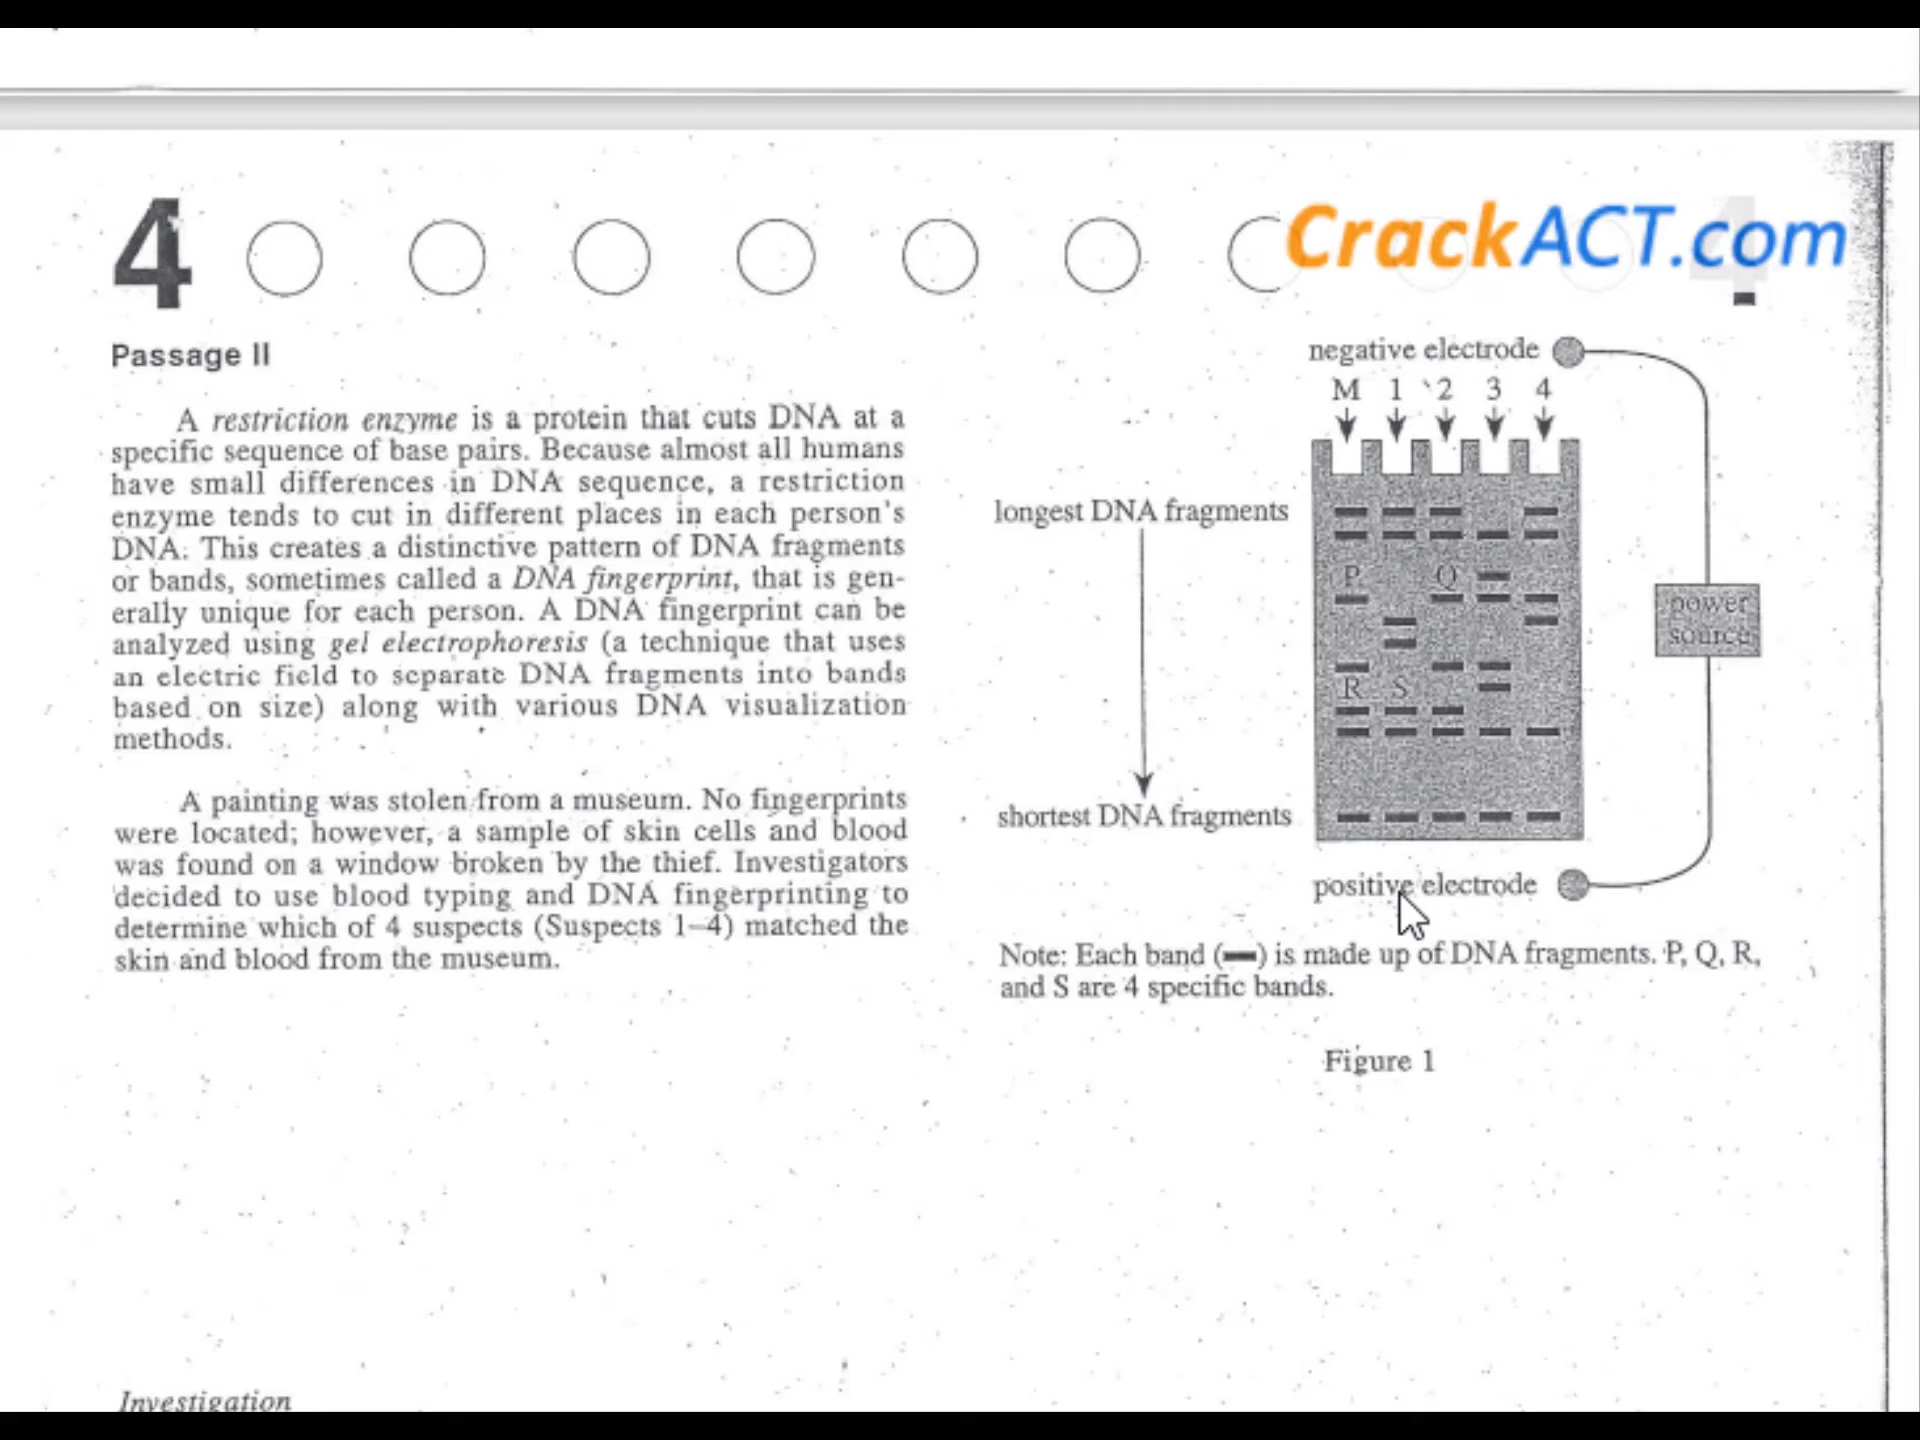 4
CrackACT.com
Passage II
A restriction enzyme is a protein that cuts DNA at a
specific sequence of base pairs. Because almost all humans
have small differences in DNA sequence, a restriction
enzyme tends to cut in different places in each person's
DNA. This creates a distinctive pattern of DNA fragments
or bands, sometimes called a DNA fingerprint, that is gen-
erally unique for each person. A DNA fingerprint can be
analyzed using gel electrophoresis (a technique that uses
an electric field to separate DNA fragments into bands
based on size) along with various DNA visualization
methods.
A painting was stolen from a museum. No fingerprints
were located; however, a sample of skin cells and blood
was found on a window broken by the thief. Investigators
decided to use blood typing and DNA fingerprinting to
determine which of 4 suspects (Suspects 1–4) matched the
skin and blood from the museum.
Investigation
negative electrode
M 1 2 3 4
longest DNA fragments
P Q
power
source
R S
shortest DNA fragments
positive electrode
Note: Each band (▬) is made up of DNA fragments. P, Q, R,
and S are 4 specific bands.
Figure 1